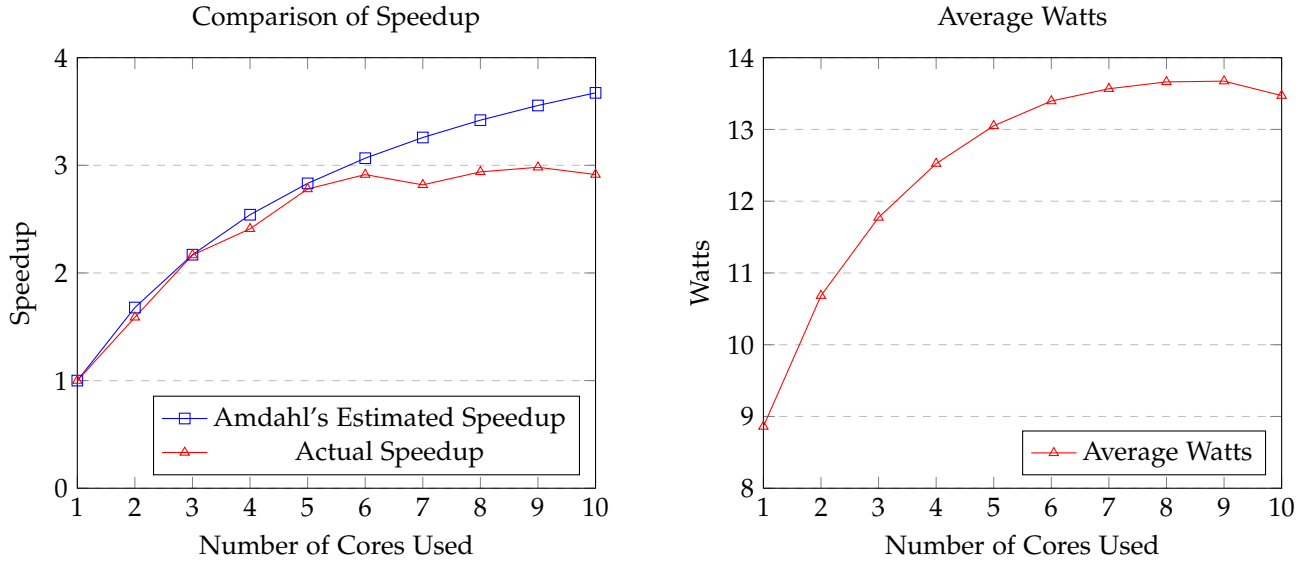 Comparison of Speedup
4
3
2
1
0
Speedup
Amdahl's Estimated Speedup
Actual Speedup
1 2 3 4 5 6 7 8 9 10
Number of Cores Used
Average Watts
14
13
12
11
10
9
8
Watts
Average Watts
1 2 3 4 5 6 7 8 9 10
Number of Cores Used